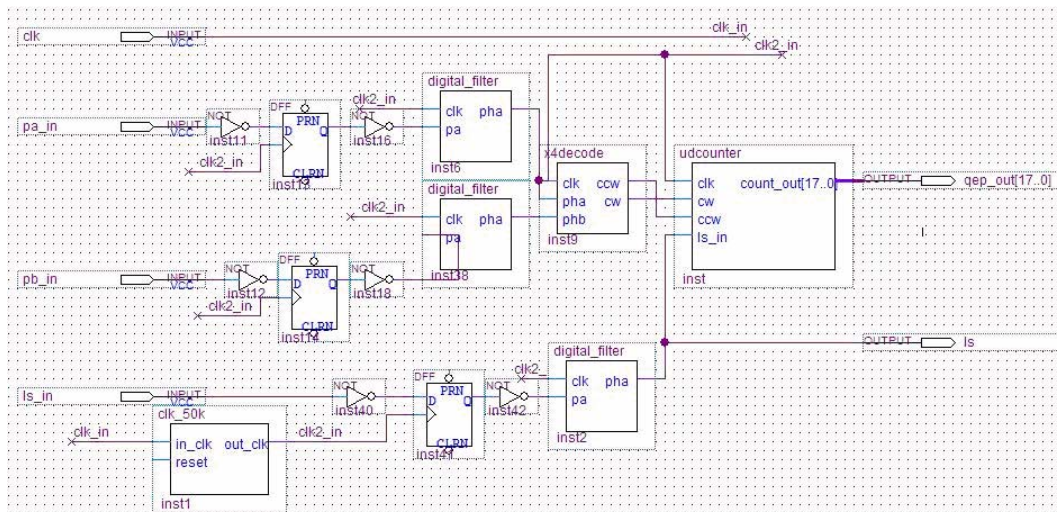 clk INPUT VCC clk_in
clk2_in
digital_filter
clk2_in
clk pha
pa
inst6
pa_in INPUT VCC NOT inst11 DFF PRN D Q CLRN NOT inst16
clk2_in
x4decode
clk ccw
pha cw
phb
inst9
udcounter
clk count_out[17..0]
cw
ccw
ls_in
inst
OUTPUT qep_out[17..0]
digital_filter
clk2_in
clk pha
pa
inst38
pb_in INPUT VCC NOT inst12 DFF PRN D Q CLRN inst14 NOT inst18
clk2_in
OUTPUT ls
digital_filter
clk2_
clk pha
pa
inst2
ls_in INPUT VCC NOT inst40 DFF PRN D Q CLRN NOT inst42
clk_50k
clk_in in_clk out_clk clk2_in
reset
inst1